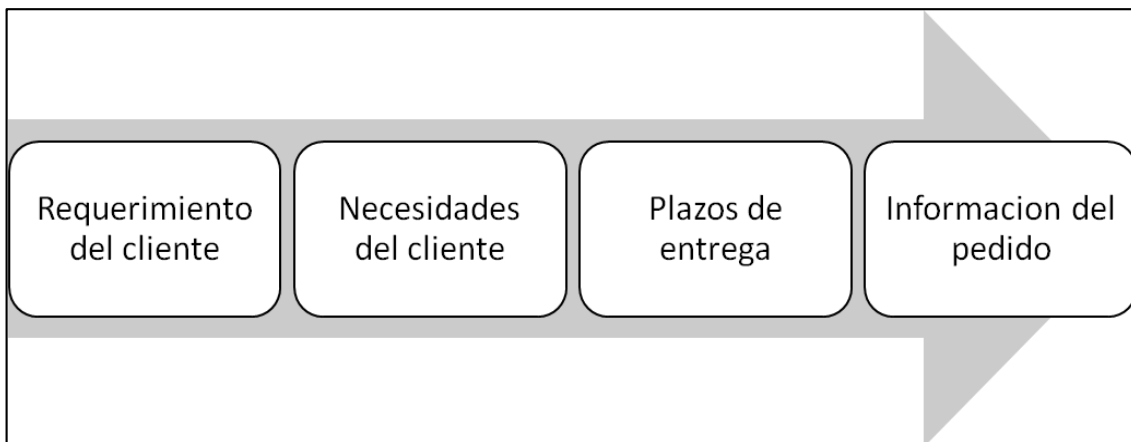 Requerimiento
del cliente
Necesidades
del cliente
Plazos de
entrega
Informacion del
pedido